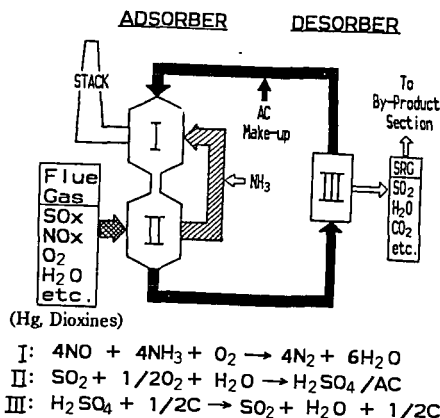 ADSORBER
DESORBER
STACK
I
AC
Make-up
To
By-Product
Section
Flue
Gas
SOx
NOx
O₂
H₂O
etc.
(Hg, Dioxines)
II
NH₃
III
SRG
SO₂
H₂O
CO₂
etc.
I: 4NO + 4NH₃ + O₂ → 4N₂ + 6H₂O
II: SO₂ + 1/2O₂ + H₂O → H₂SO₄/AC
III: H₂SO₄ + 1/2C → SO₂ + H₂O + 1/2C